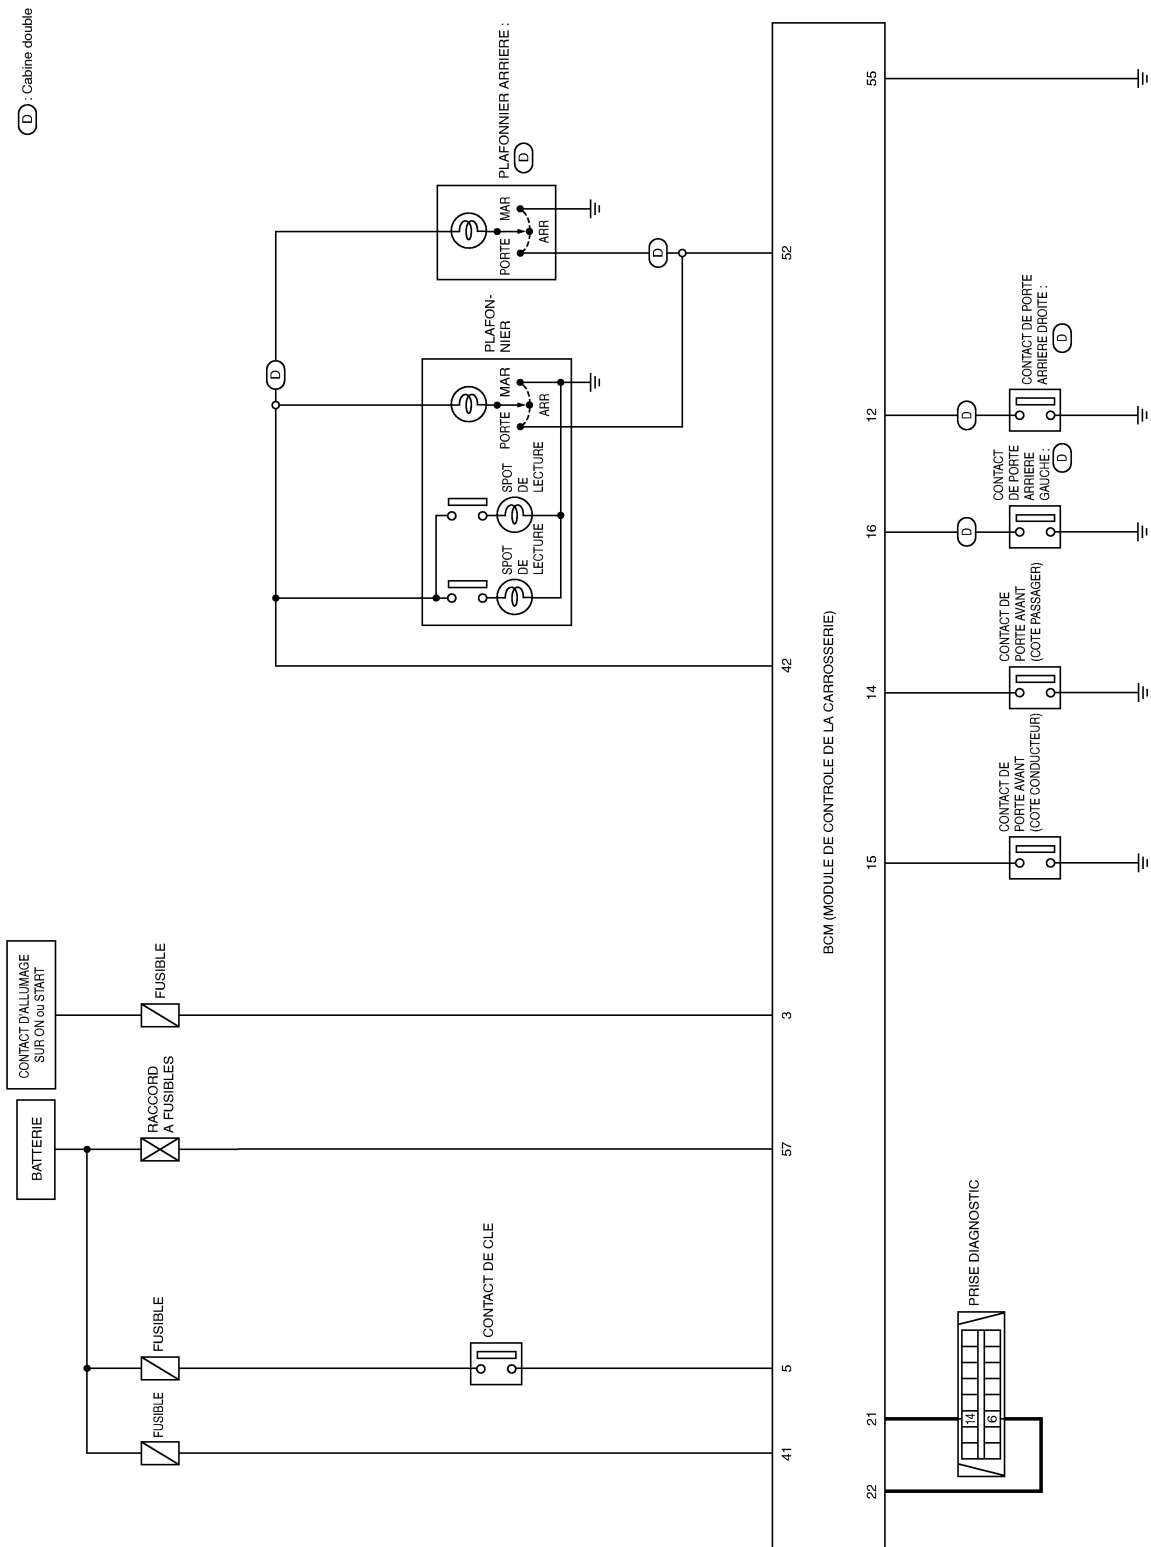 D : Cabine double
BATTERIE
CONTACT D'ALLUMAGE
SUR ON ou START
FUSIBLE
FUSIBLE
RACCORD
A FUSIBLES
FUSIBLE
CONTACT DE CLE
D
PLAFON-
NIER
SPOT
DE
LECTURE
SPOT
DE
LECTURE
PORTE
MAR
ARR
PLAFONNIER ARRIERE :
D
PORTE
MAR
ARR
D
41
5
57
3
42
52
BCM (MODULE DE CONTROLE DE LA CARROSSERIE)
22
21
15
14
16
12
55
PRISE DIAGNOSTIC
14
6
CONTACT DE
PORTE AVANT
(COTE CONDUCTEUR)
CONTACT DE
PORTE AVANT
(COTE PASSAGER)
D
CONTACT
DE PORTE
ARRIERE
GAUCHE :
D
D
CONTACT DE PORTE
ARRIERE DROITE :
D